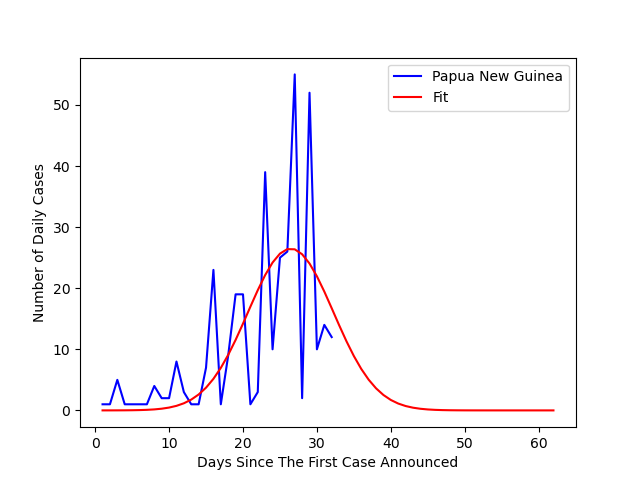 Papua New Guinea
Fit
Number of Daily Cases
50
40
30
20
10
0
0 10 20 30 40 50 60
Days Since The First Case Announced